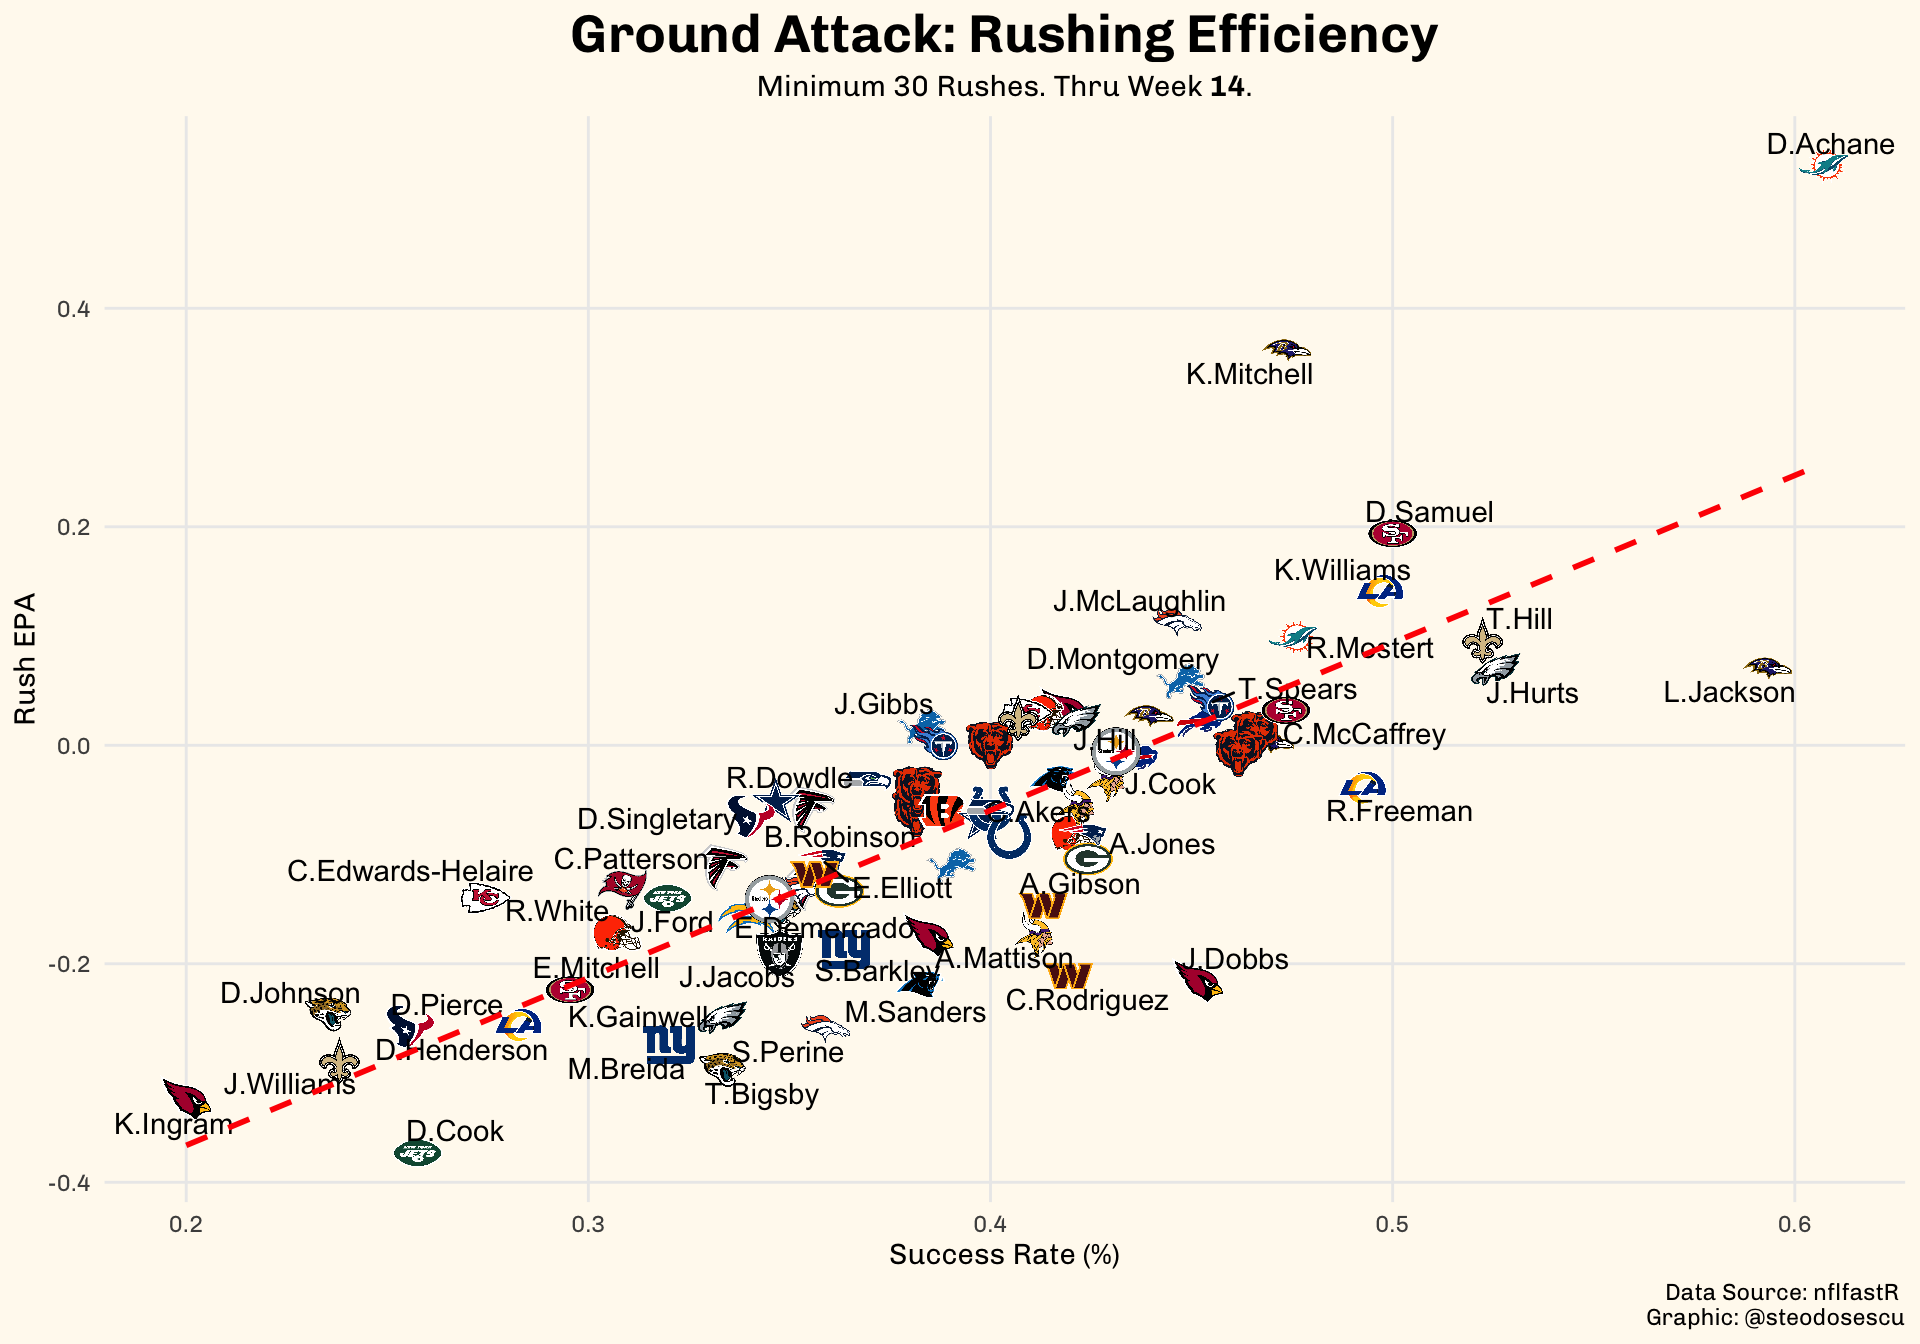 Ground Attack: Rushing Efficiency
Minimum 30 Rushes. Thru Week 14.
D.Achane
0.4
K.Mitchell
D.Samuel
0.2
K.Williams
J.McLaughlin
T.Hill
R.Mostert
D.Montgomery
T.Spears
J.Hurts
L.Jackson
J.Gibbs
Rush EPA
0.0
J.Hill
C.McCaffrey
R.Dowdle
J.Cook
R.Freeman
Akers
D.Singletary
B.Robinson
A.Jones
C.Patterson
C.Edwards-Helaire
E.Elliott
A.Gibson
R.White
J.Ford
E.Demercado
A.Mattison
J.Dobbs
-0.2
E.Mitchell
J.Jacobs
S.Barkley
D.Johnson
C.Rodriguez
D.Pierce
M.Sanders
K.Gainwell
D.Henderson
S.Perine
M.Breida
J.Williams
T.Bigsby
K.Ingram
D.Cook
-0.4
0.2
0.3
0.4
0.5
0.6
Success Rate (%)
Data Source: nflfastR
Graphic: @steodosescu